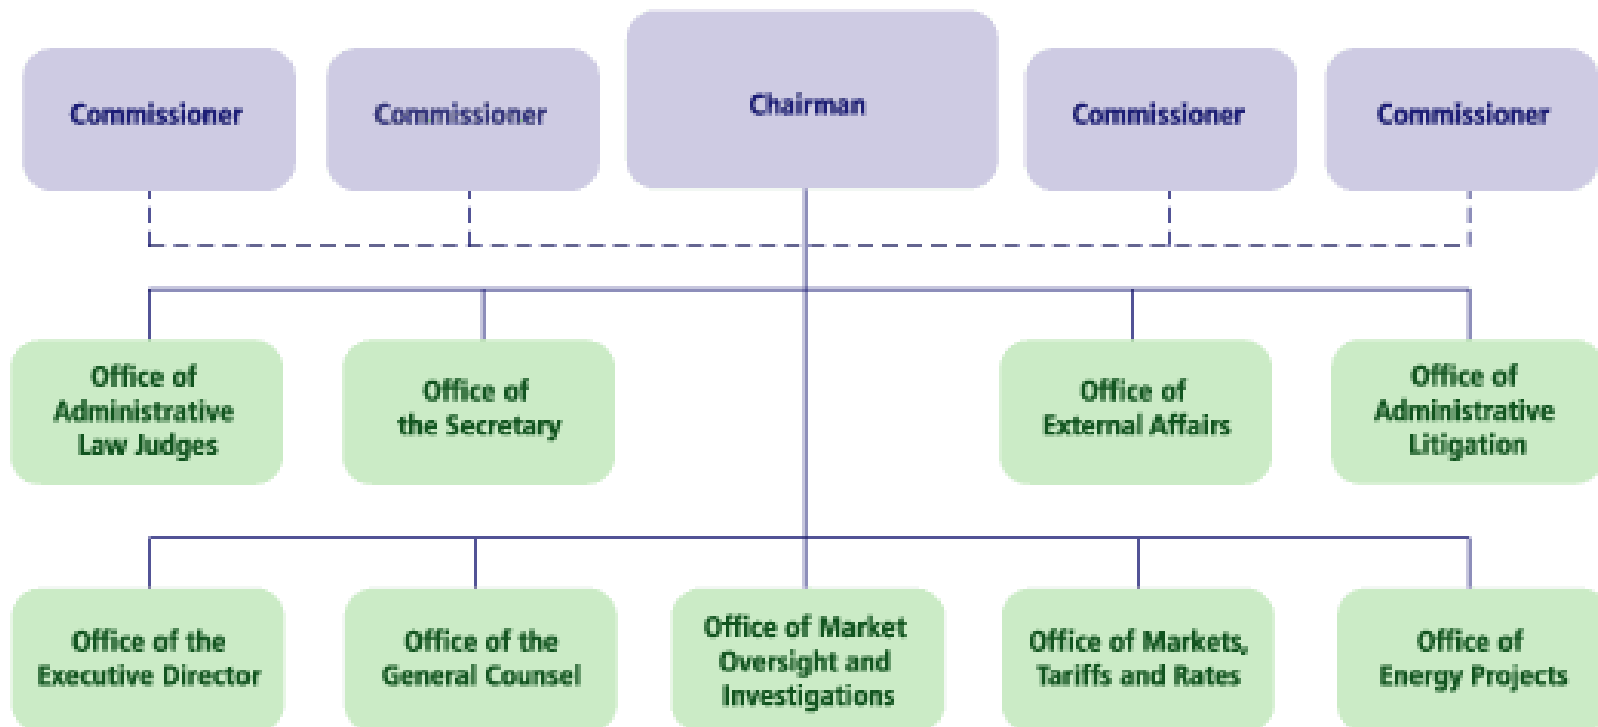 Commissioner
Commissioner
Chairman
Commissioner
Commissioner
Office of
Administrative
Law Judges
Office of
the Secretary
Office of
External Affairs
Office of
Administrative
Litigation
Office of the
Executive Director
Office of the
General Counsel
Office of Market
Oversight and
Investigations
Office of Markets,
Tariffs and Rates
Office of
Energy Projects